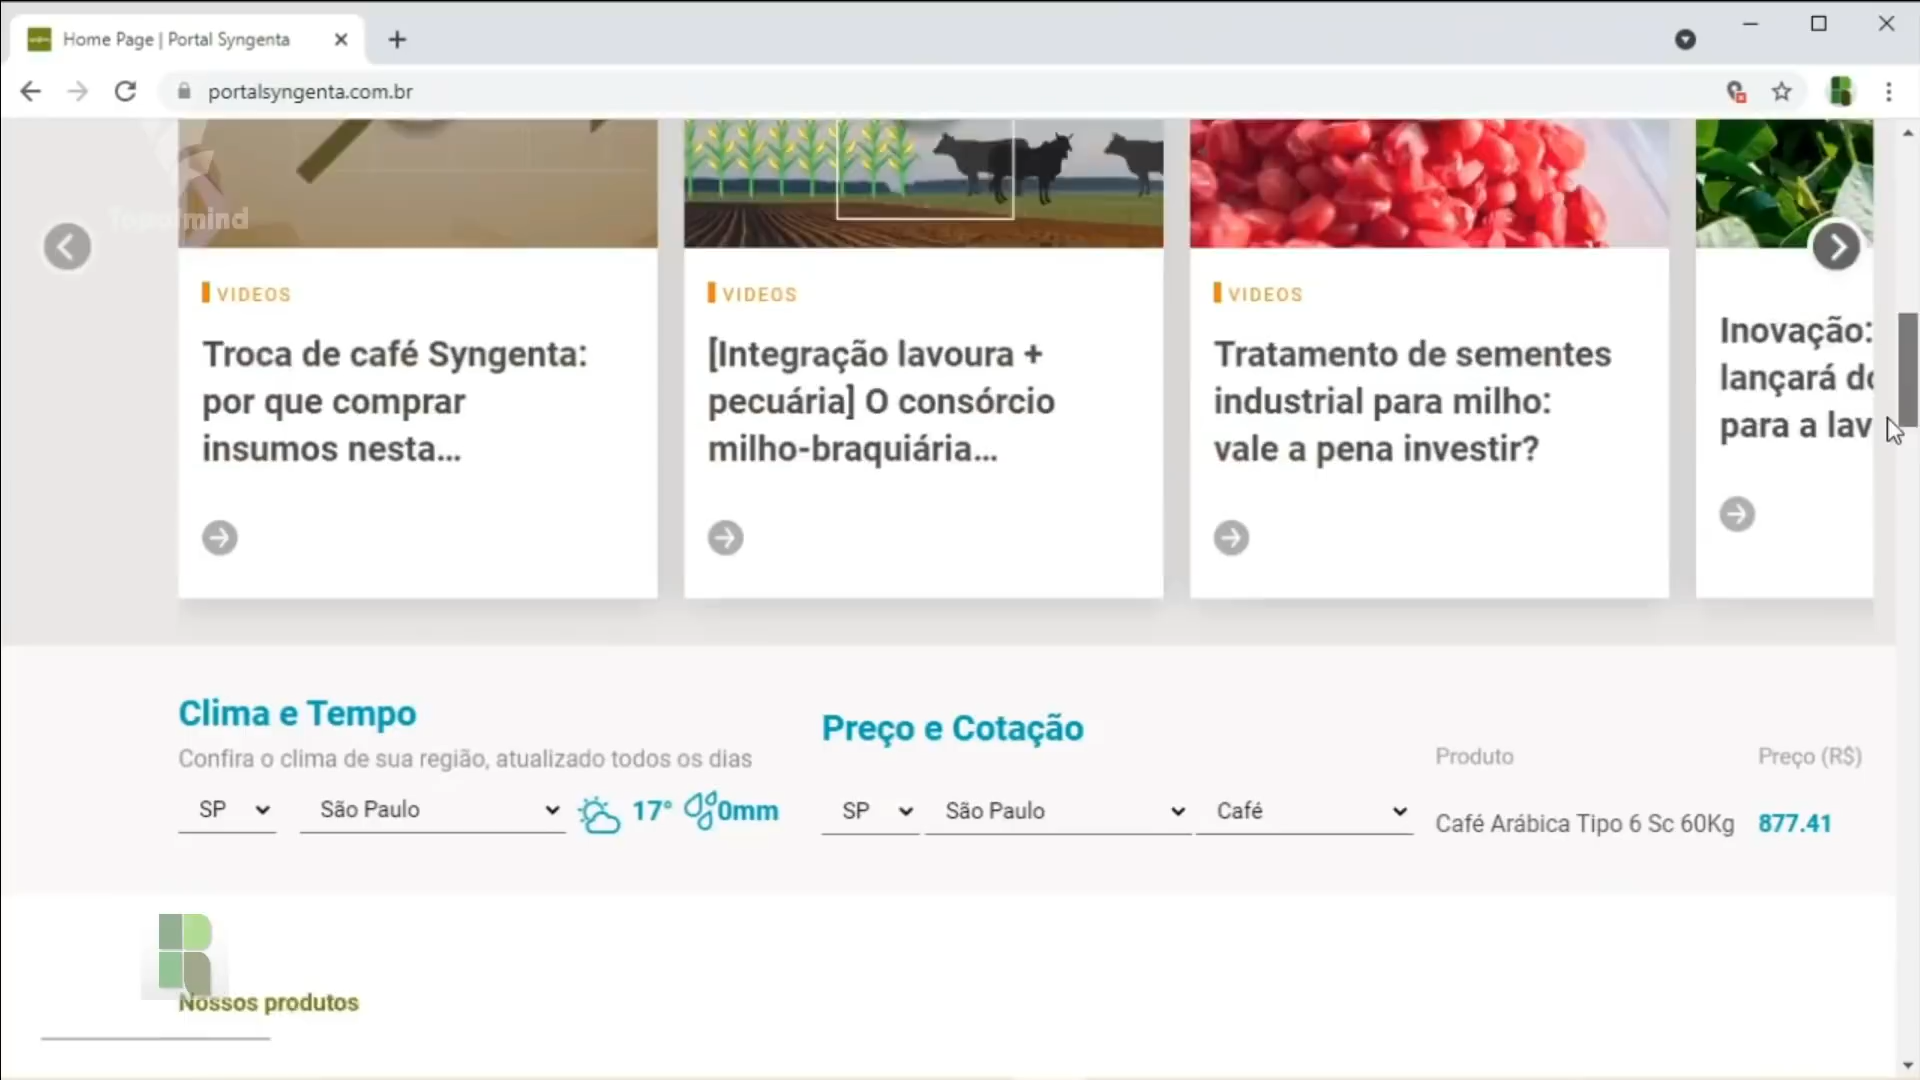 Home Page | Portal Syngenta
portalsyngenta.com.br
Topofmind
VIDEOS
Troca de café Syngenta:
por que comprar
insumos nesta...
VIDEOS
[Integração lavoura +
pecuária] O consórcio
milho-braquiária...
VIDEOS
Tratamento de sementes
industrial para milho:
vale a pena investir?
Inovação:
lançará
para a lav
Clima e Tempo
Confira o clima de sua região, atualizado todos os dias
SP São Paulo 17° 0mm
Preço e Cotação
SP São Paulo Café
Produto Preço (R$)
Café Arábica Tipo 6 Sc 60Kg 877.41
Nossos produtos